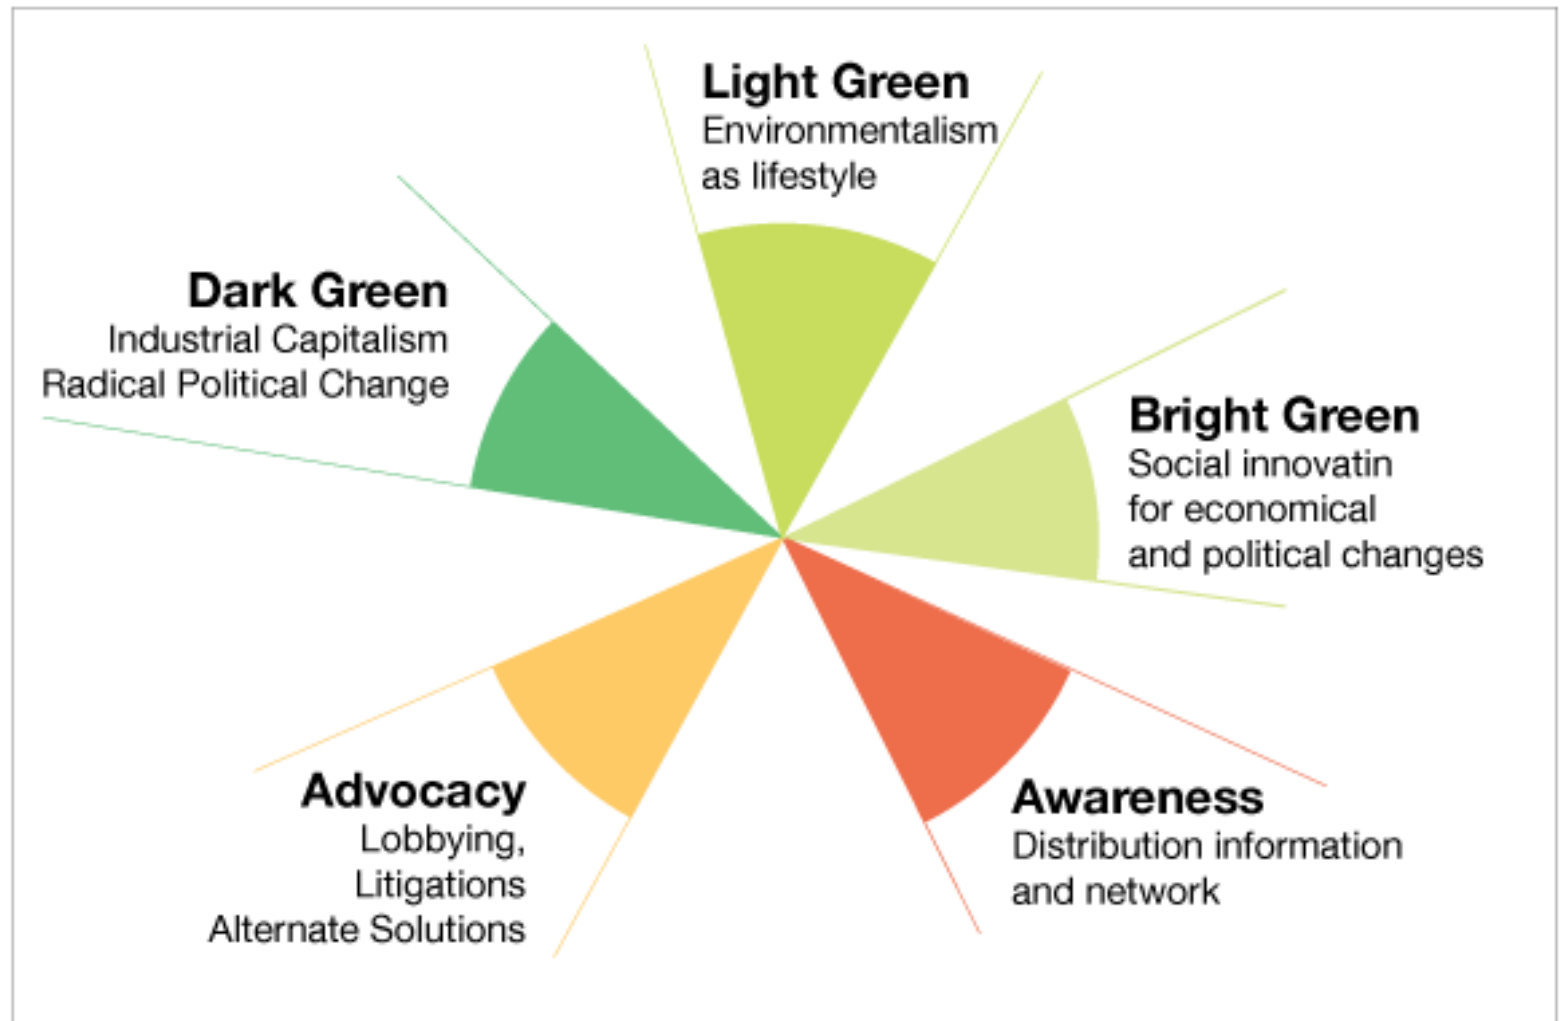 Light Green
Environmentalism
as lifestyle
Dark Green
Industrial Capitalism
Radical Political Change
Bright Green
Social innovatin
for economical
and political changes
Advocacy
Lobbying,
Litigations
Alternate Solutions
Awareness
Distribution information
and network